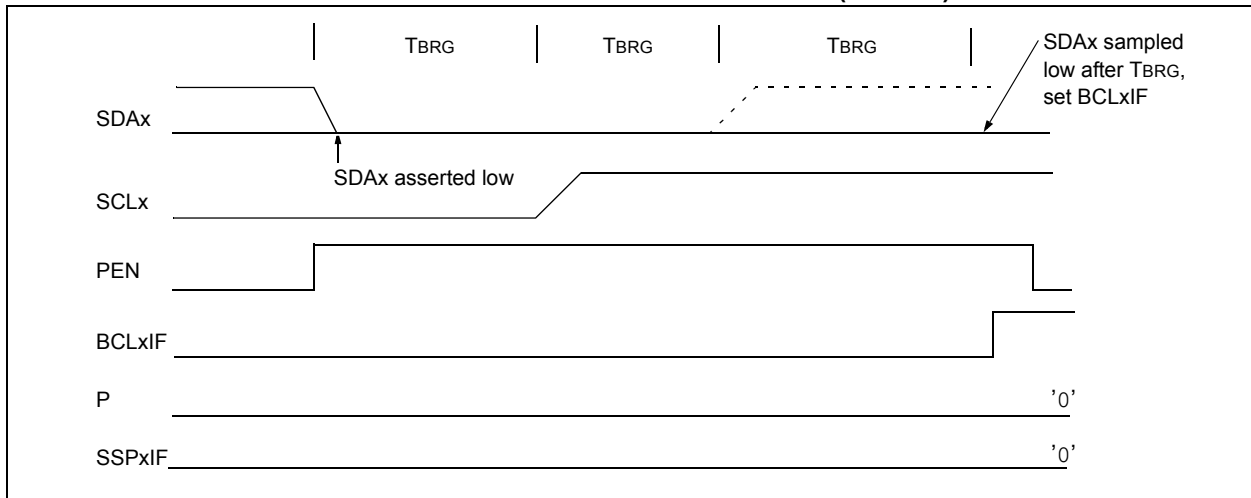 TBRG TBRG TBRG
SDAx sampled
low after TBRG,
set BCLxIF
SDAx
SDAx asserted low
SCLx
PEN
BCLxIF
P '0'
SSPxIF '0'